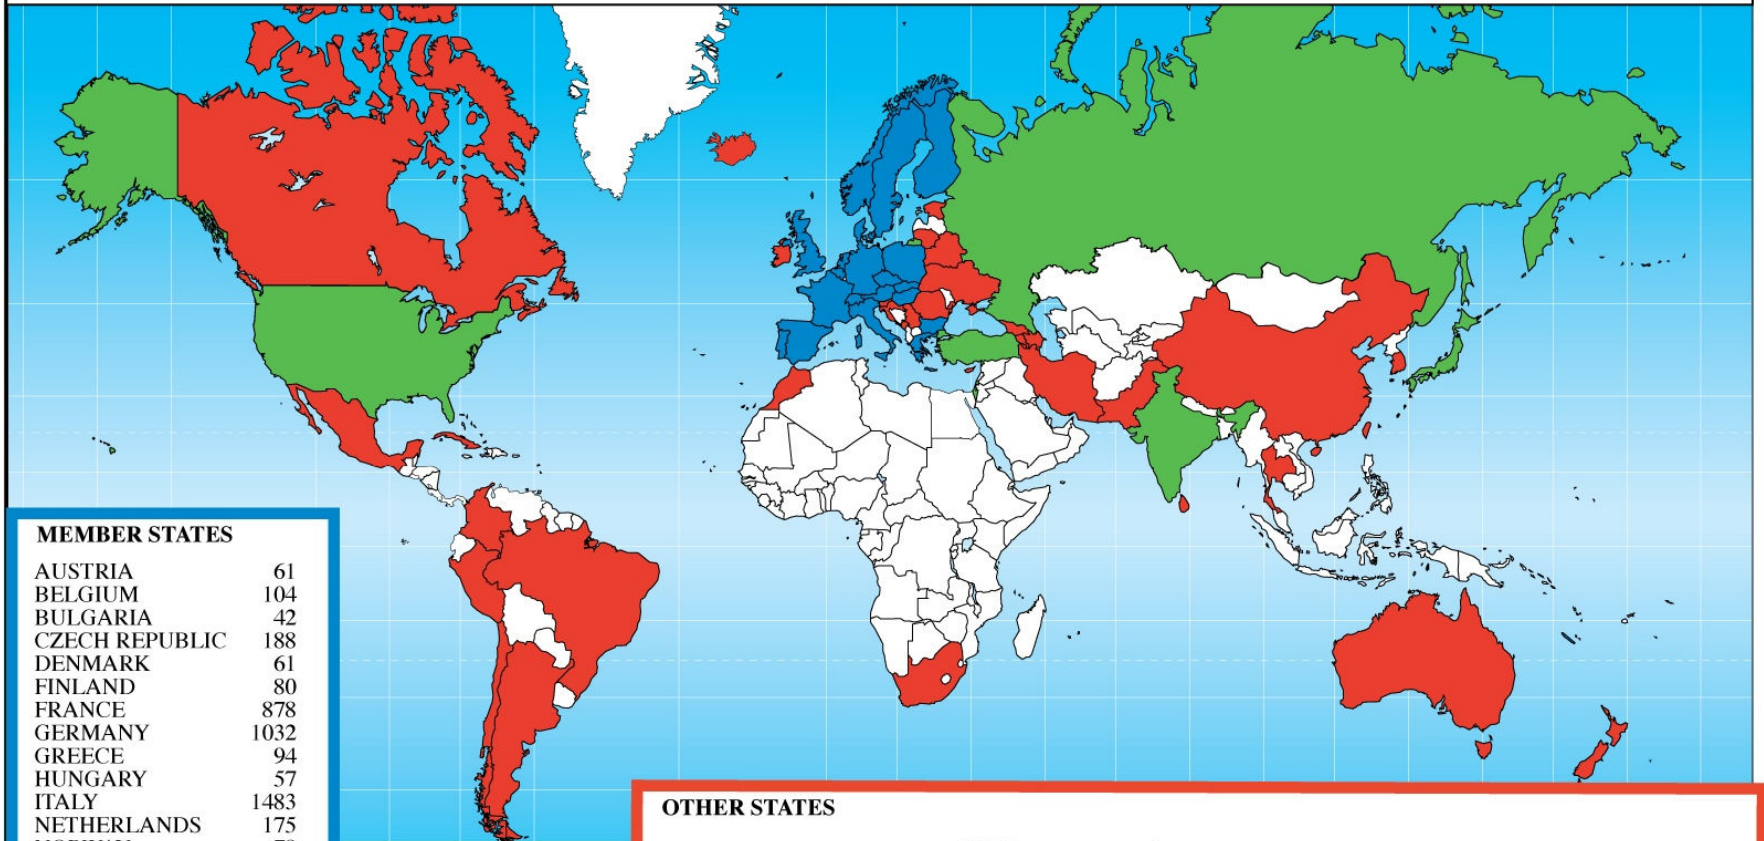 MEMBER STATES
AUSTRIA 61
BELGIUM 104
BULGARIA 42
CZECH REPUBLIC 188
DENMARK 61
FINLAND 80
FRANCE 878
GERMANY 1032
GREECE 94
HUNGARY 57
ITALY 1483
NETHERLANDS 175
OTHER STATES